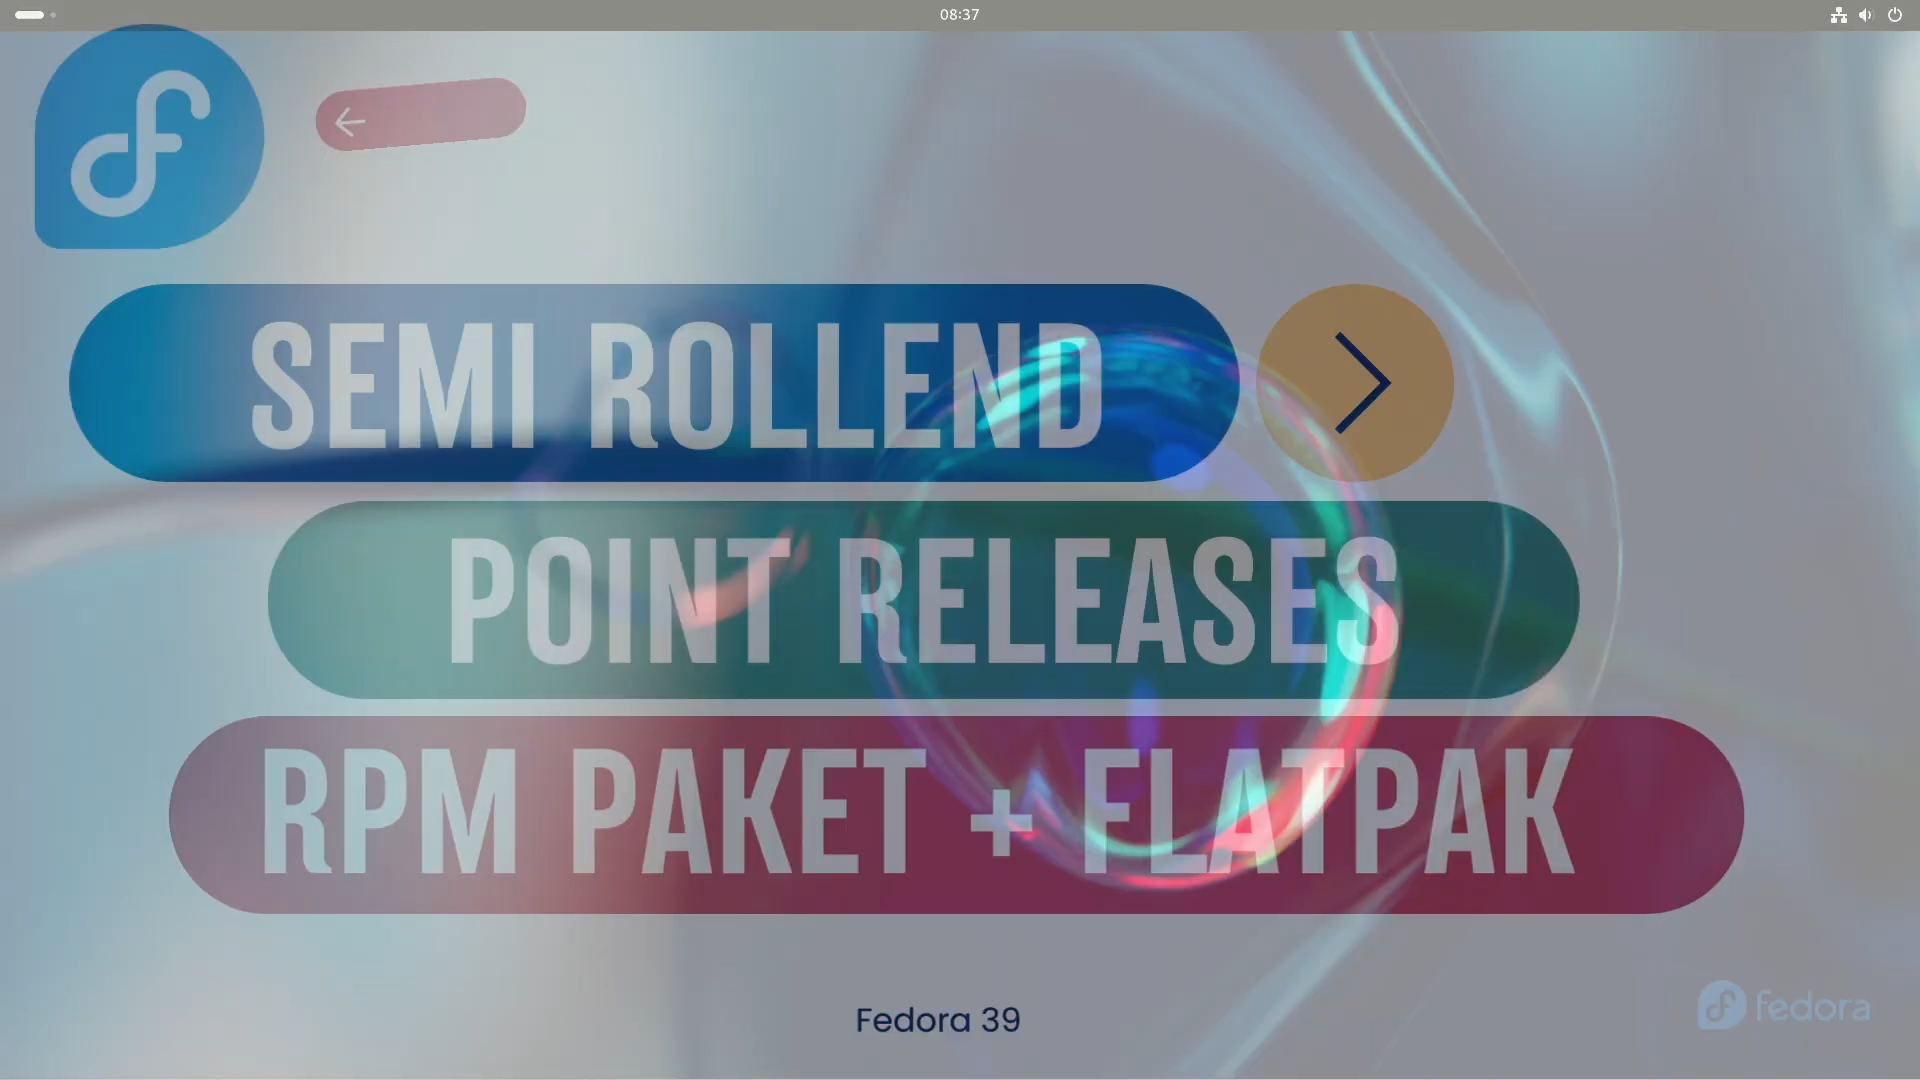 08:37
SEMI ROLLEND
POINT RELEASES
RPM PAKET + FLATPAK
Fedora 39
fedora